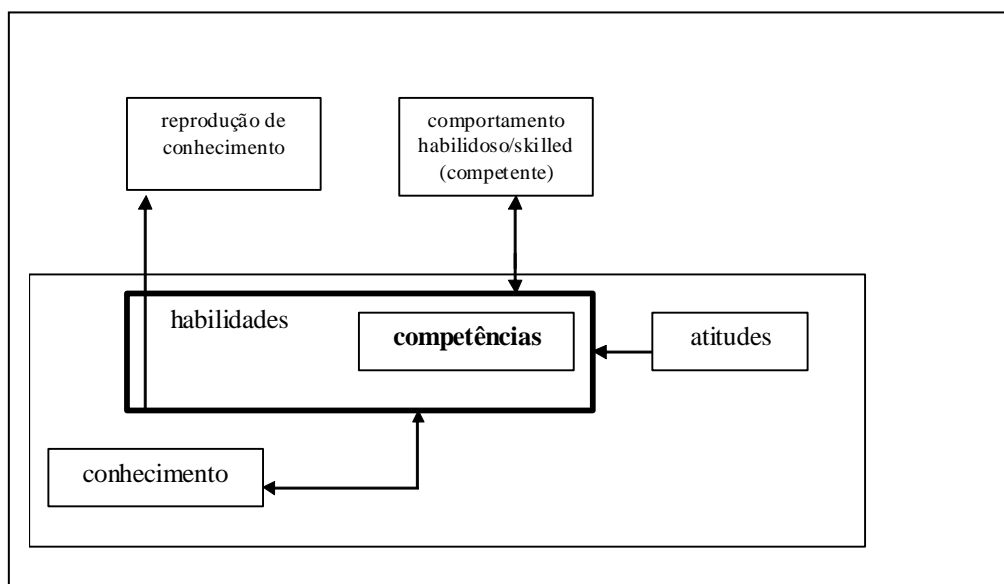 reprodução de
conhecimento
comportamento
habilidoso/skilled
(competente)
habilidades
competências
atitudes
conhecimento